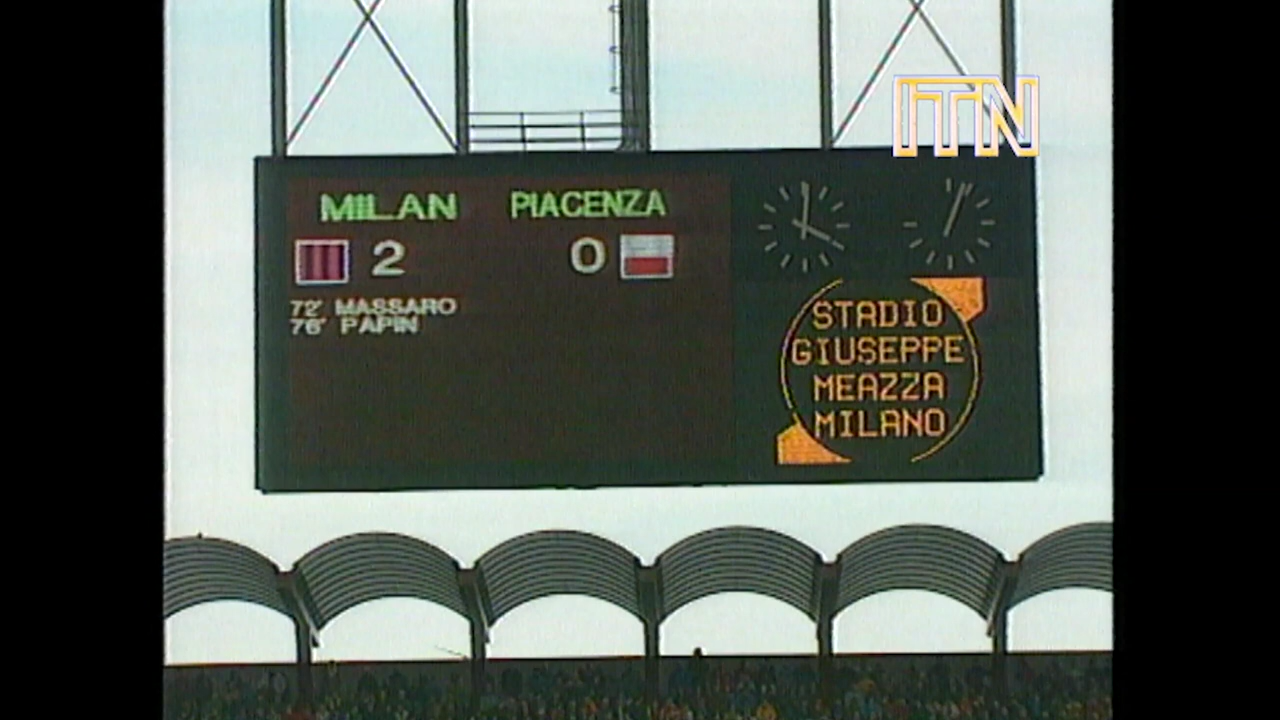 ITN
MILAN PIACENZA
2 0
72' MASSARO
76' PAPIN
STADIO
GIUSEPPE
MEAZZA
MILANO